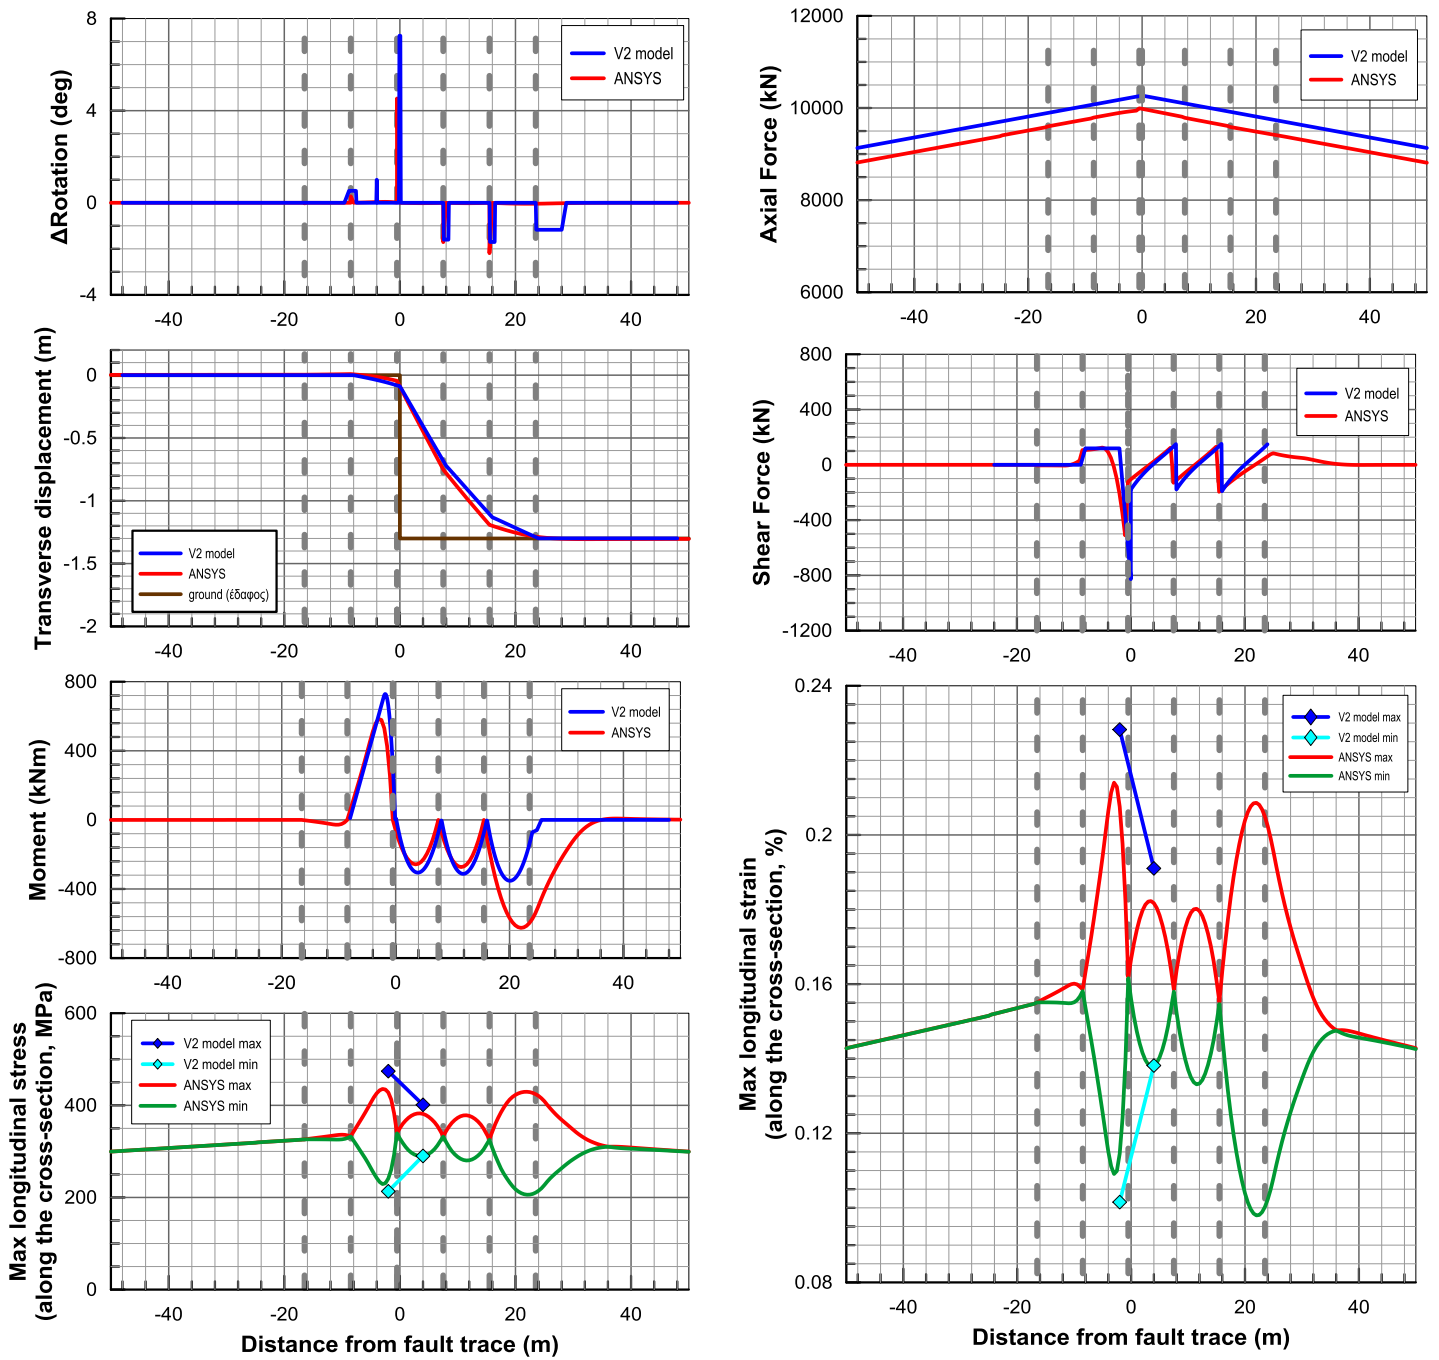 ΔRotation (deg)
8
4
0
-4
-40
-20
0
20
40
V2 model
ANSYS
Transverse displacement (m)
0
-0.5
-1
-1.5
-2
-40
-20
0
20
40
V2 model
ANSYS
ground (έδαφος)
Moment (kNm)
800
400
0
-400
-800
-40
-20
0
20
40
V2 model
ANSYS
Max longitudinal stress
(along the cross-section, MPa)
600
400
200
0
-40
-20
0
20
40
V2 model max
V2 model min
ANSYS max
ANSYS min
Distance from fault trace (m)
Axial Force (kN)
12000
10000
8000
6000
-40
-20
0
20
40
V2 model
ANSYS
Shear Force (kN)
800
400
0
-400
-800
-1200
-40
-20
0
20
40
V2 model
ANSYS
Max longitudinal strain
(along the cross-section, %)
0.24
0.2
0.16
0.12
0.08
-40
-20
0
20
40
V2 model max
V2 model min
ANSYS max
ANSYS min
Distance from fault trace (m)